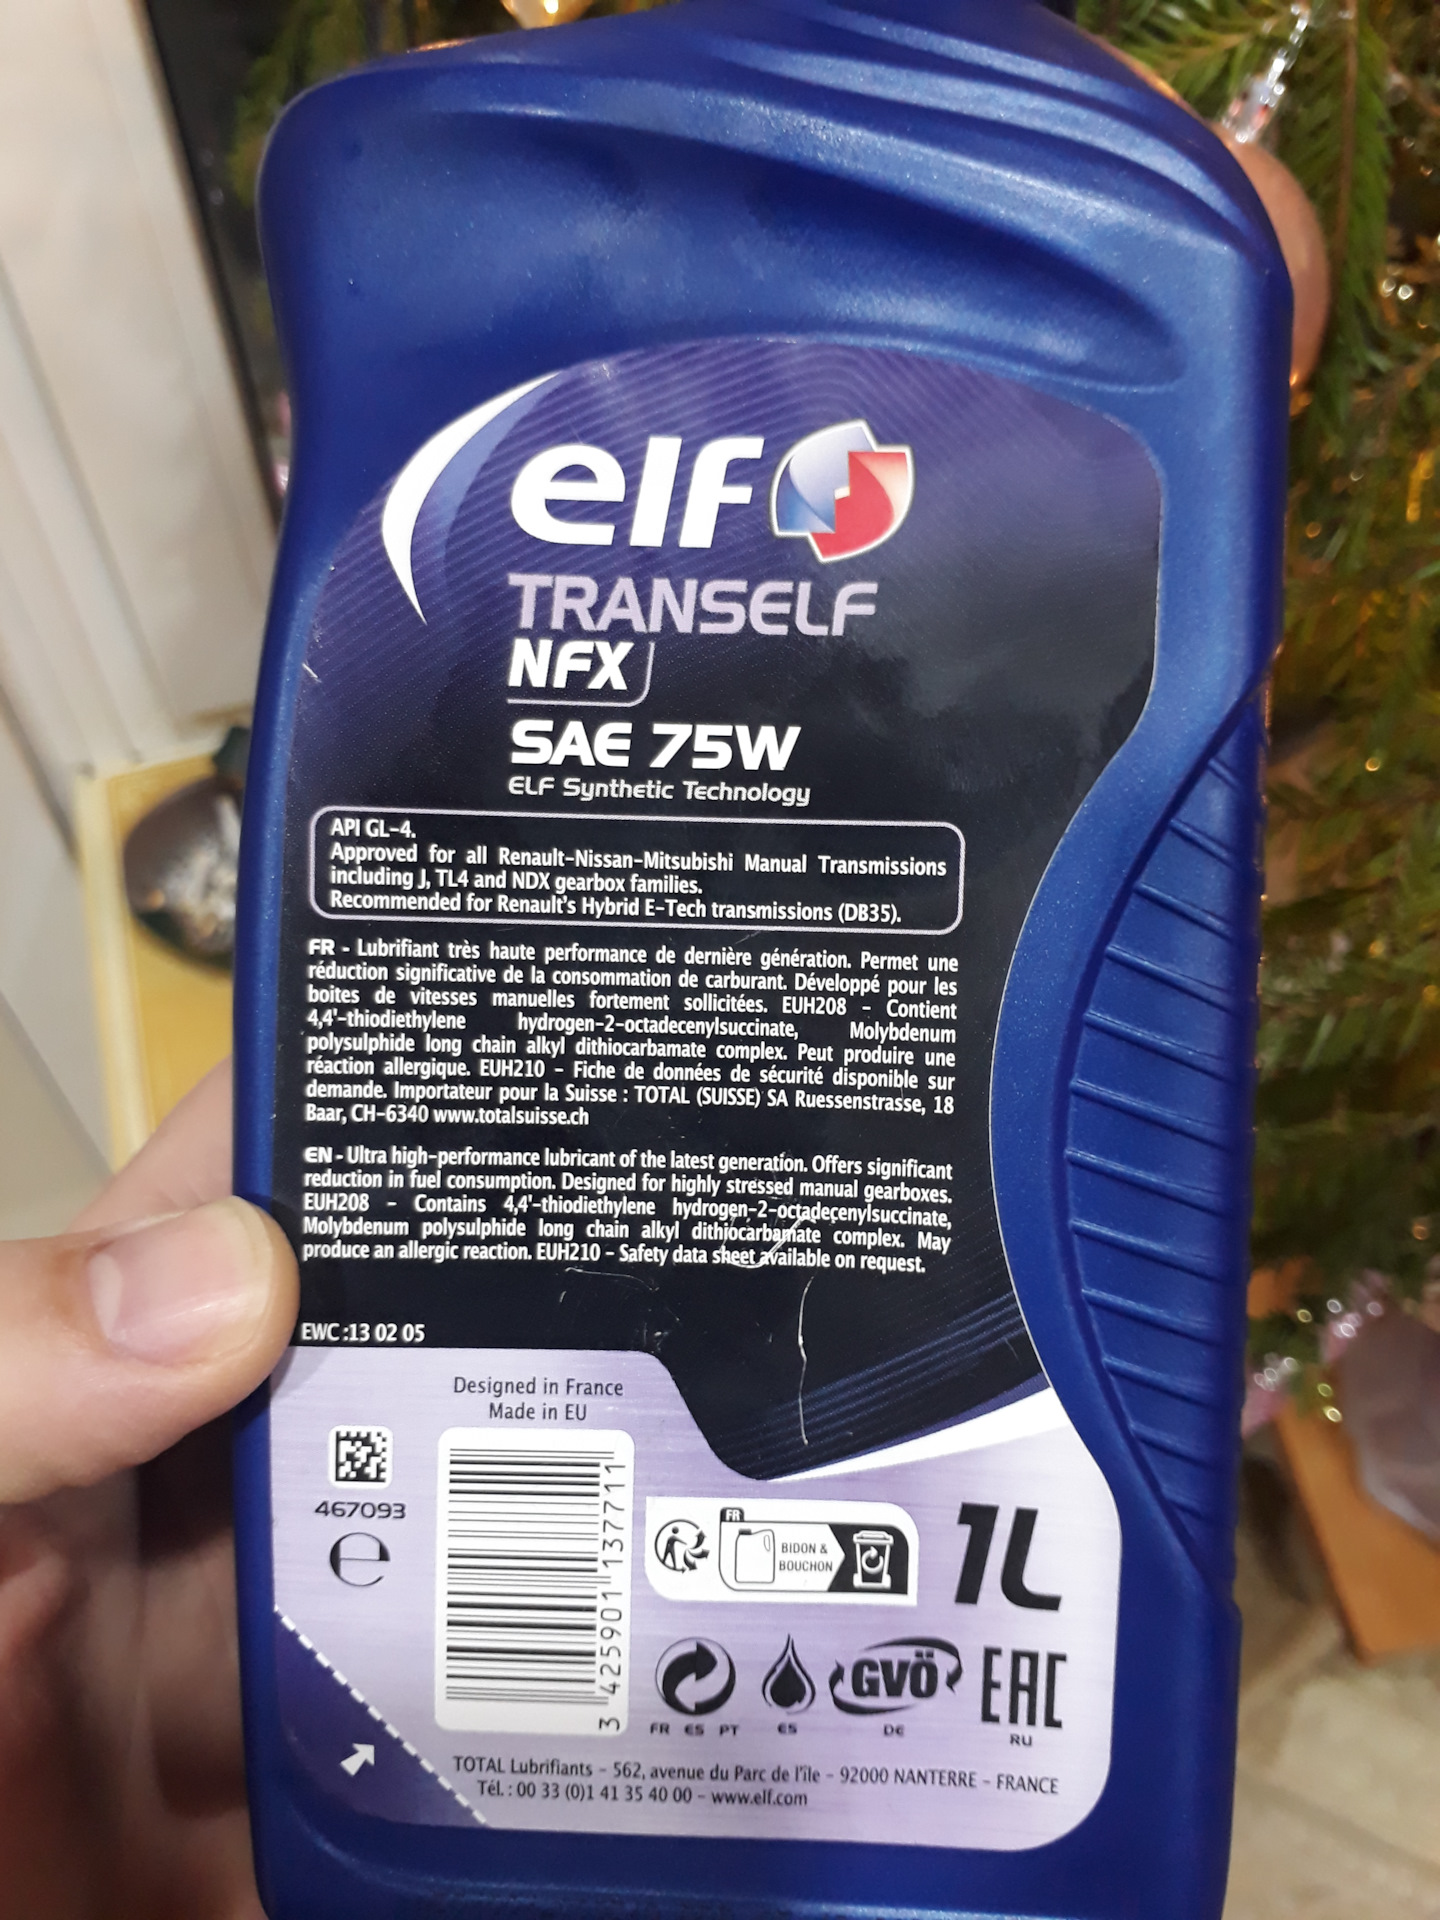 elf
TRANSELF
NFX
SAE 75W
ELF Synthetic Technology
API GL-4.
Approved for all Renault-Nissan-Mitsubishi Manual Transmissions
including J, TL4 and NDX gearbox families.
Recommended for Renault's Hybrid E-Tech transmissions (DB35).
FR - Lubrifiant très haute performance de dernière génération. Permet une
réduction significative de la consommation de carburant. Développé pour les
boites de vitesses manuelles fortement sollicitées. EUH208 - Contient
4,4'-thiodiethylene hydrogen-2-octadecenylsuccinate, Molybdenum
polysulphide long chain alkyl dithiocarbamate complex. Peut produire une
réaction allergique. EUH210 - Fiche de données de sécurité disponible sur
demande. Importateur pour la Suisse : TOTAL (SUISSE) SA Ruessenstrasse, 18
Baar, CH-6340 www.totalsuisse.ch
EN - Ultra high-performance lubricant of the latest generation. Offers significant
reduction in fuel consumption. Designed for highly stressed manual gearboxes.
EUH208 - Contains 4,4'-thiodiethylene hydrogen-2-octadecenylsuccinate,
Molybdenum polysulphide long chain alkyl dithiocarbamate complex. May
produce an allergic reaction. EUH210 - Safety data sheet available on request.
EWC :13 02 05
Designed in France
Made in EU
467093
e
3 425901 137711
FR
BIDON &
BOUCHON
1L
FR ES PT
ES
GVÖ
DE
EAC
RU
TOTAL Lubrifiants - 562, avenue du Parc de l'île - 92000 NANTERRE - FRANCE
Tél. : 00 33 (0)1 41 35 40 00 - www.elf.com